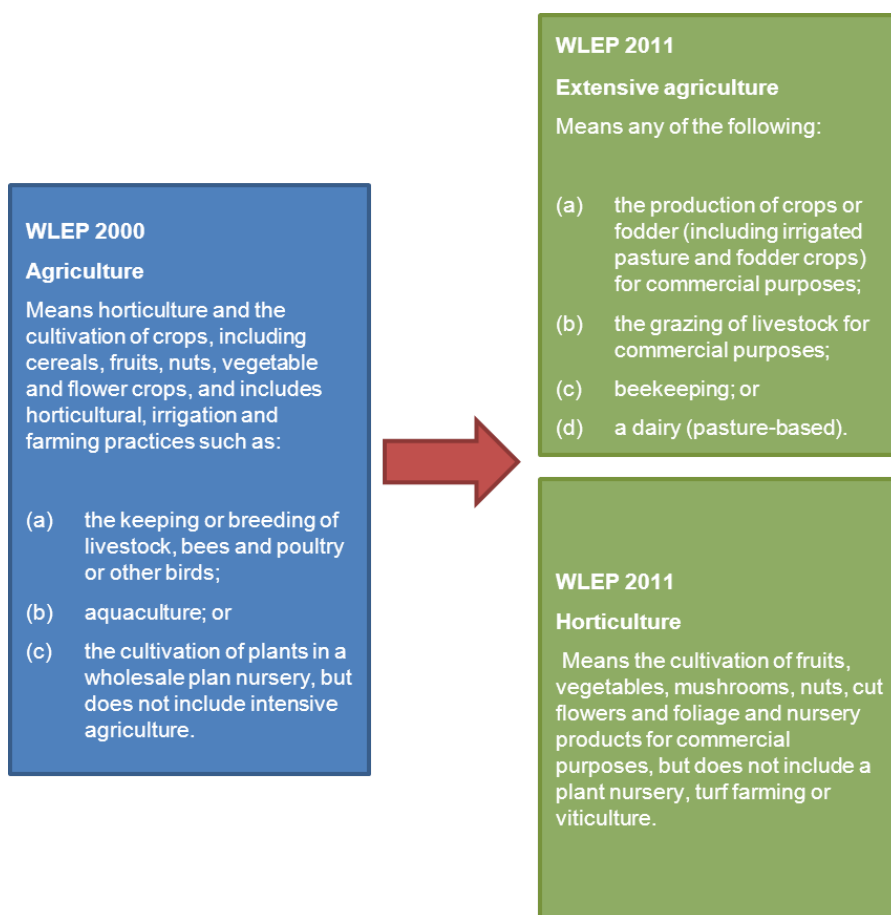 WLEP 2000
Agriculture
Means horticulture and the
cultivation of crops, including
cereals, fruits, nuts, vegetable
and flower crops, and includes
horticultural, irrigation and
farming practices such as:
(a) the keeping or breeding of
livestock, bees and poultry
or other birds;
(b) aquaculture; or
(c) the cultivation of plants in a
wholesale plan nursery, but
does not include intensive
agriculture.
WLEP 2011
Extensive agriculture
Means any of the following:
(a) the production of crops or
fodder (including irrigated
pasture and fodder crops)
for commercial purposes;
(b) the grazing of livestock for
commercial purposes;
(c) beekeeping; or
(d) a dairy (pasture-based).
WLEP 2011
Horticulture
Means the cultivation of fruits,
vegetables, mushrooms, nuts, cut
flowers and foliage and nursery
products for commercial
purposes, but does not include a
plant nursery, turf farming or
viticulture.